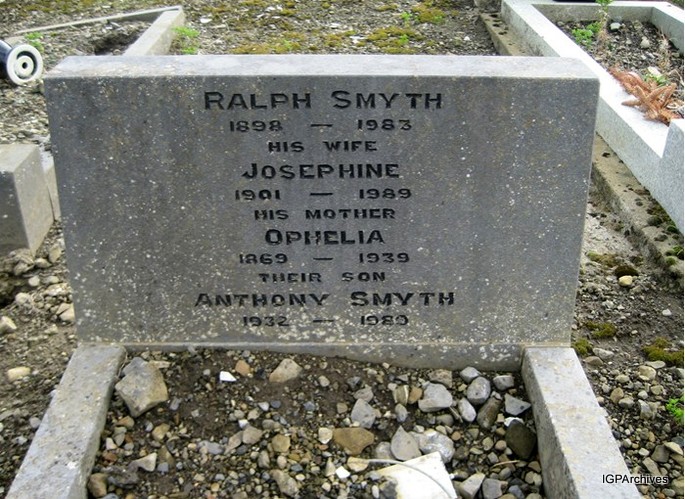 RALPH SMYTH
1898 — 1983
HIS WIFE
JOSEPHINE
1901 — 1989
HIS MOTHER
OPHELIA
1869 — 1939
THEIR SON
ANTHONY SMYTH
1932 — 1989
IGPArchives